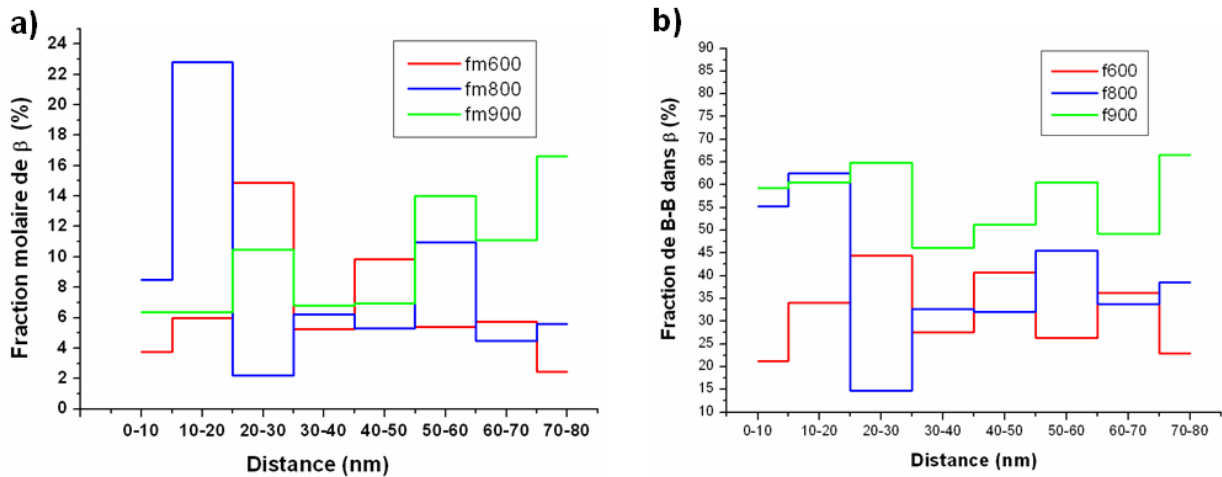 a)
Fraction molaire de β (%)
24
22
20
18
16
14
12
10
8
6
4
2
0
fm600
fm800
fm900
0-10 10-20 20-30 30-40 40-50 50-60 60-70 70-80
Distance (nm)
b)
Fraction de B-B dans β (%)
90
85
80
75
70
65
60
55
50
45
40
35
30
25
20
15
10
f600
f800
f900
0-10 10-20 20-30 30-40 40-50 50-60 60-70 70-80
Distance (nm)